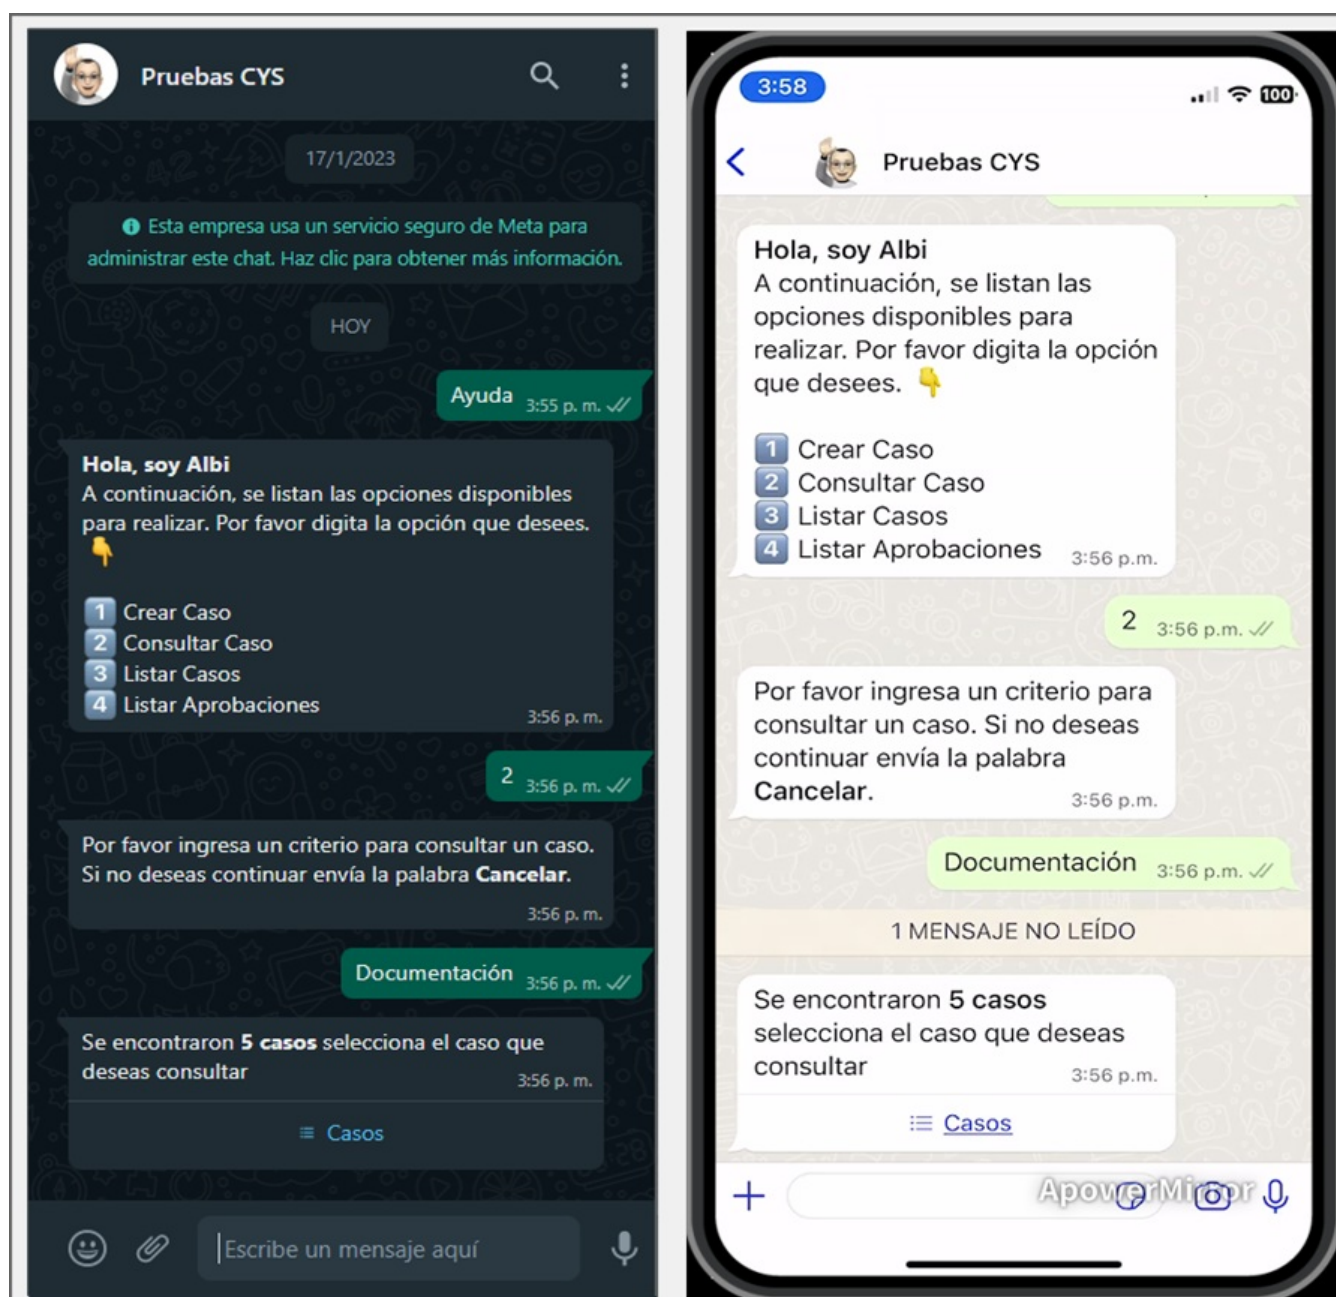 Pruebas CYS
17/1/2023
Esta empresa usa un servicio seguro de Meta para
administrar este chat. Haz clic para obtener más información.
HOY
Ayuda 3:55 p. m.
Hola, soy Albi
A continuación, se listan las opciones disponibles
para realizar. Por favor digita la opción que desees.
👇
1 Crear Caso
2 Consultar Caso
3 Listar Casos
4 Listar Aprobaciones
3:56 p. m.
2 3:56 p. m.
Por favor ingresa un criterio para consultar un caso.
Si no deseas continuar envía la palabra Cancelar.
3:56 p. m.
Documentación 3:56 p. m.
Se encontraron 5 casos selecciona el caso que
deseas consultar 3:56 p. m.
Casos
Escribe un mensaje aquí
3:58
100
Pruebas CYS
Hola, soy Albi
A continuación, se listan las
opciones disponibles para
realizar. Por favor digita la opción
que desees. 👇
1 Crear Caso
2 Consultar Caso
3 Listar Casos
4 Listar Aprobaciones 3:56 p.m.
2 3:56 p.m.
Por favor ingresa un criterio para
consultar un caso. Si no deseas
continuar envía la palabra
Cancelar. 3:56 p.m.
Documentación 3:56 p.m.
1 MENSAJE NO LEÍDO
Se encontraron 5 casos
selecciona el caso que deseas
consultar 3:56 p.m.
Casos
ApowerMirror